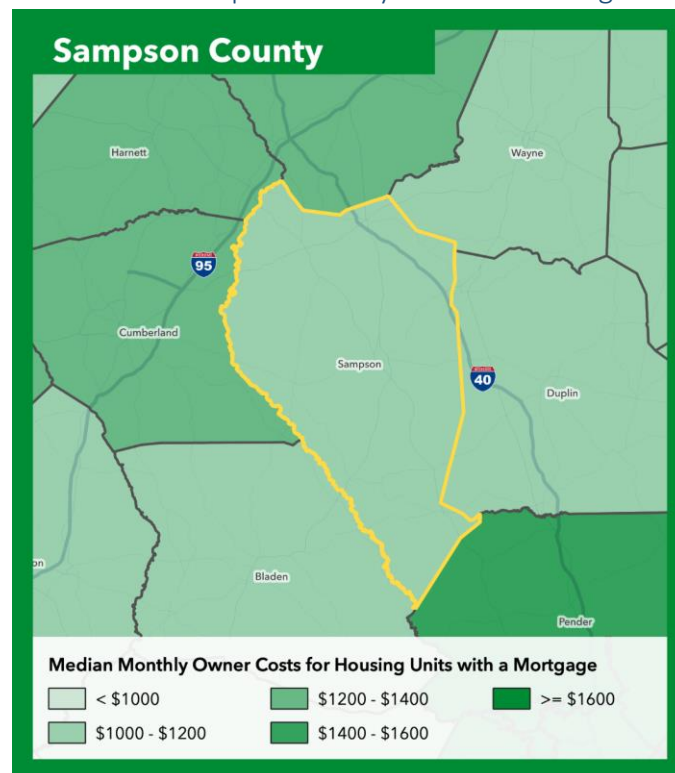 Sampson County
Harnett
Wayne
95
Cumberland
Sampson
40
Duplin
on
Bladen
Pender
Median Monthly Owner Costs for Housing Units with a Mortgage
< $1000
$1200 - $1400
>= $1600
$1000 - $1200
$1400 - $1600